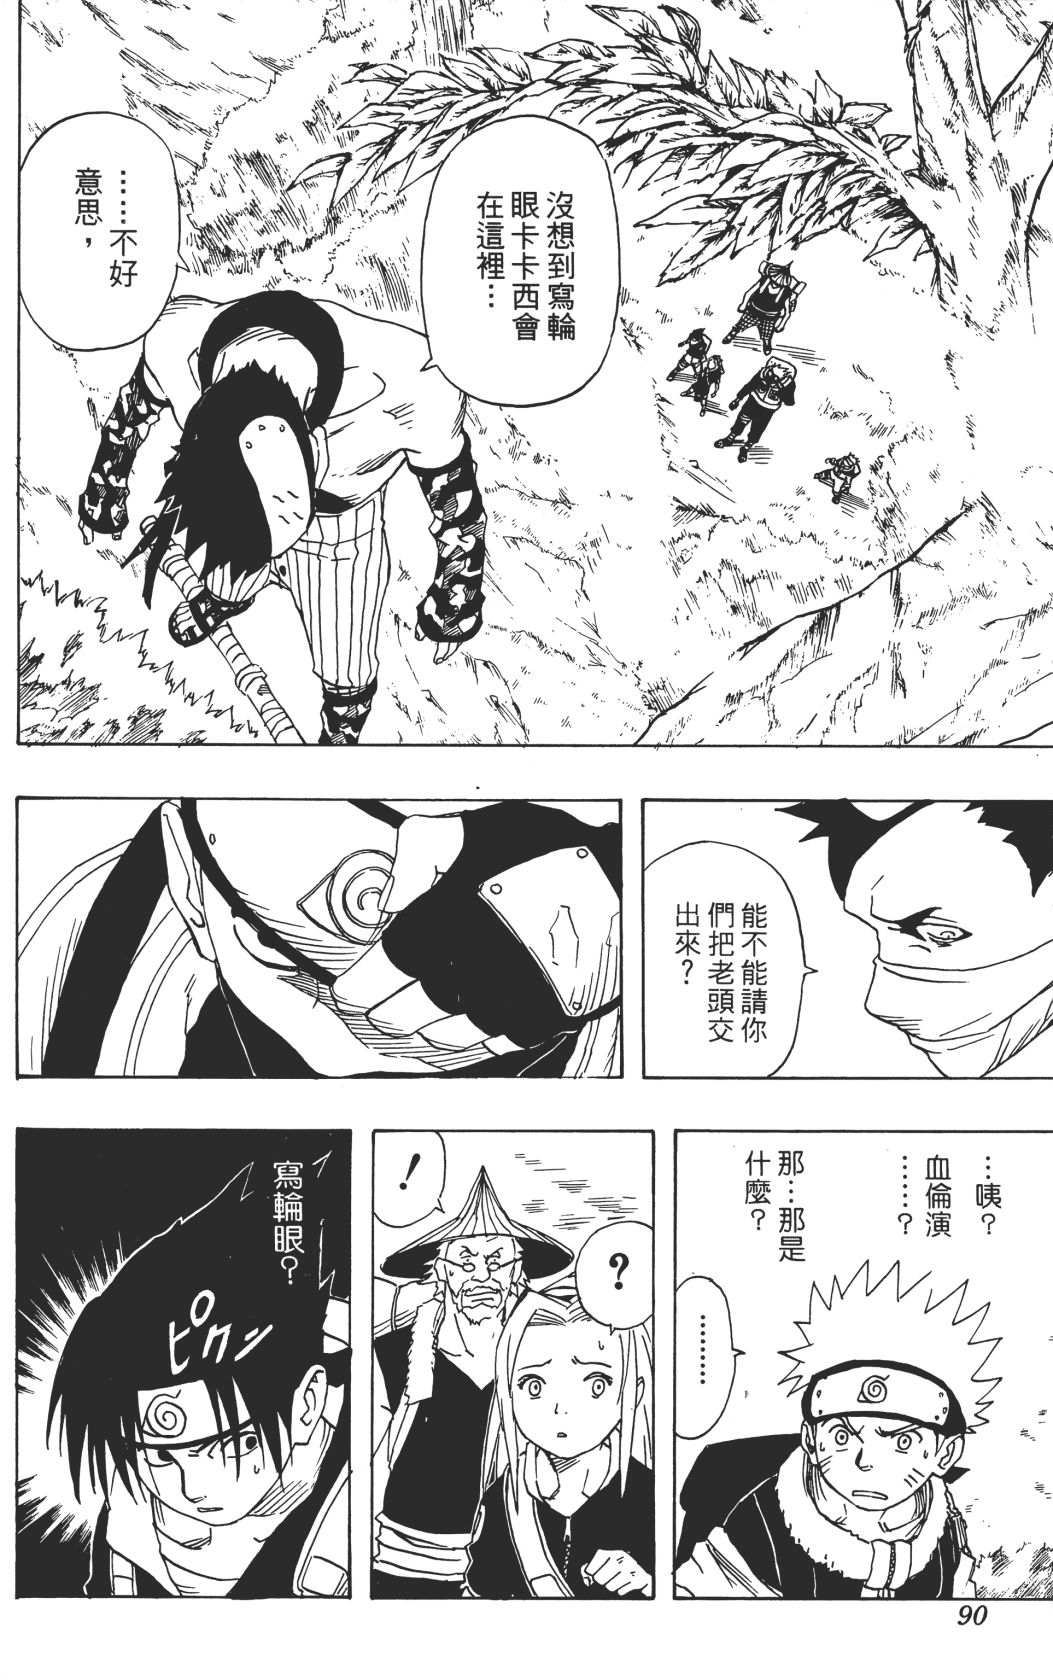 沒想到寫輪
眼卡卡西會
在這裡…
……不好
意思，
能不能請你
們把老頭交
出來？
…咦？
血倫演
……？
那…那是
什麼？
………
？
！
寫輪眼？
ピクン
90